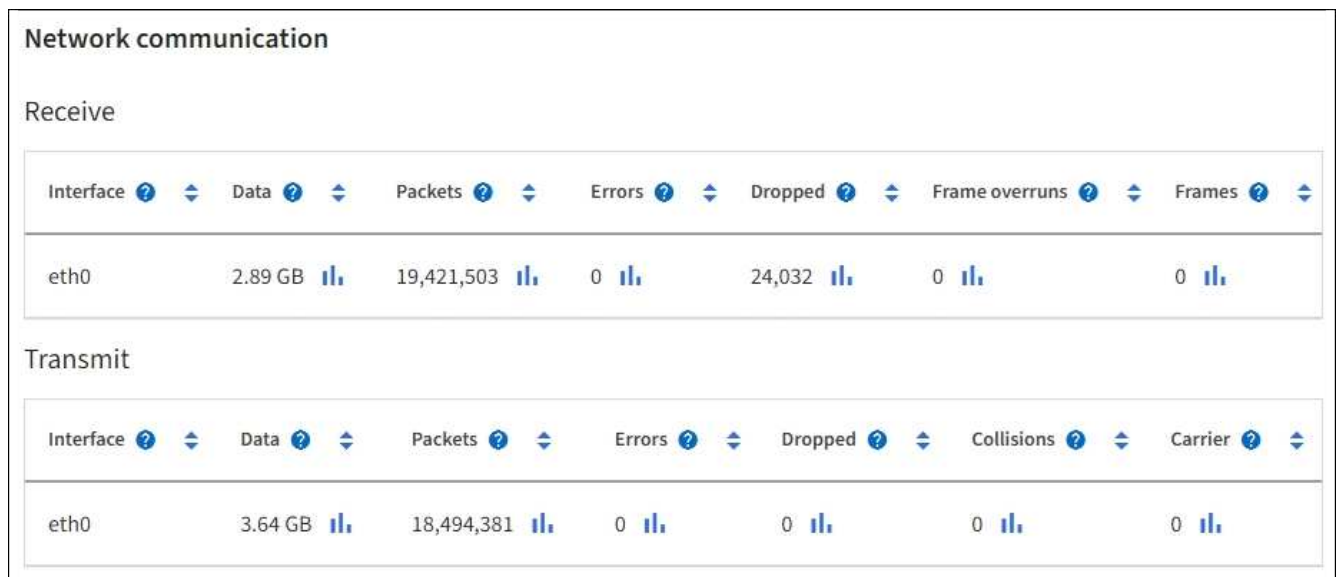 Network communication
Receive
Interface ? Data ? Packets ? Errors ? Dropped ? Frame overruns ? Frames ?
eth0 2.89 GB 19,421,503 0 24,032 0 0
Transmit
Interface ? Data ? Packets ? Errors ? Dropped ? Collisions ? Carrier ?
eth0 3.64 GB 18,494,381 0 0 0 0